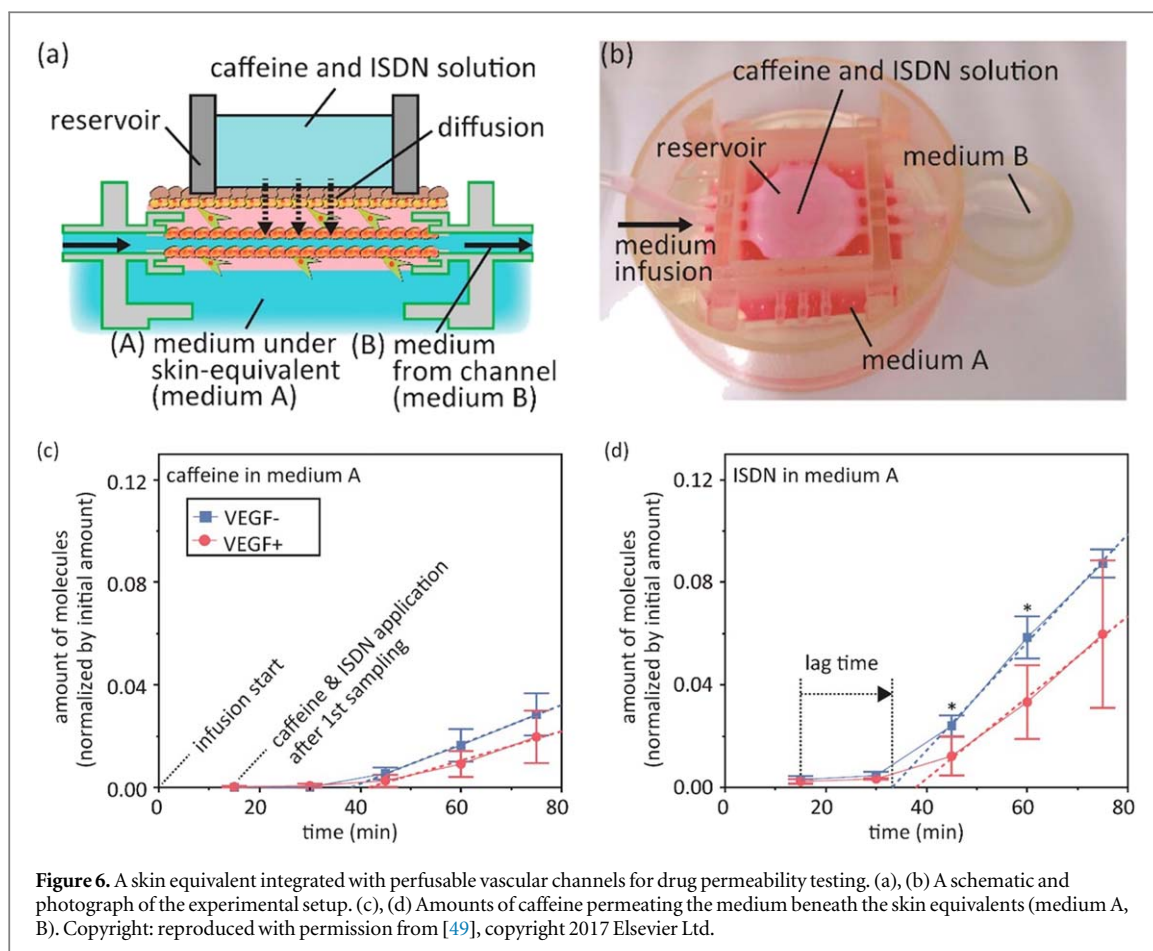 (a)
caffeine and ISDN solution
reservoir
diffusion
(A) medium under
skin-equivalent
(medium A)
(B) medium
from channel
(medium B)
(b)
caffeine and ISDN solution
reservoir
medium B
medium
infusion
medium A
(c)
caffeine in medium A
VEGF-
VEGF+
infusion start
caffeine & ISDN application
after 1st sampling
amount of molecules
(normalized by initial amount)
0.12
0.08
0.04
0.00
0
20
40
60
80
time (min)
(d)
ISDN in medium A
lag time
*
*
amount of molecules
(normalized by initial amount)
0.12
0.08
0.04
0.00
0
20
40
60
80
time (min)
Figure 6. A skin equivalent integrated with perfusable vascular channels for drug permeability testing. (a), (b) A schematic and
photograph of the experimental setup. (c), (d) Amounts of caffeine permeating the medium beneath the skin equivalents (medium A,
B). Copyright: reproduced with permission from [49], copyright 2017 Elsevier Ltd.